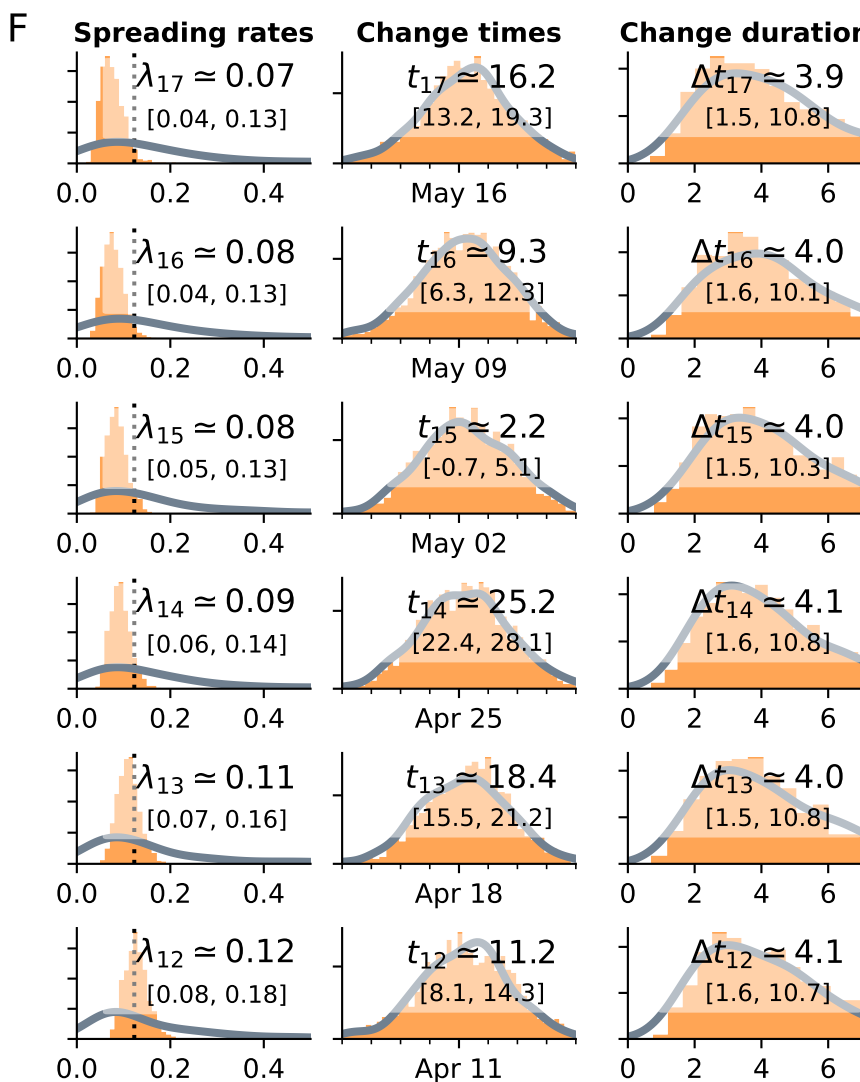 F
Spreading rates Change times Change duration
λ17 ≃ 0.07 t17 ≃ 16.2 Δt17 ≃ 3.9
[0.04, 0.13] [13.2, 19.3] [1.5, 10.8]
0.0 0.2 0.4 May 16 0 2 4 6
λ16 ≃ 0.08 t16 ≃ 9.3 Δt16 ≃ 4.0
[0.04, 0.13] [6.3, 12.3] [1.6, 10.1]
0.0 0.2 0.4 May 09 0 2 4 6
λ15 ≃ 0.08 t15 ≃ 2.2 Δt15 ≃ 4.0
[0.05, 0.13] [-0.7, 5.1] [1.5, 10.3]
0.0 0.2 0.4 May 02 0 2 4 6
λ14 ≃ 0.09 t14 ≃ 25.2 Δt14 ≃ 4.1
[0.06, 0.14] [22.4, 28.1] [1.6, 10.8]
0.0 0.2 0.4 Apr 25 0 2 4 6
λ13 ≃ 0.11 t13 ≃ 18.4 Δt13 ≃ 4.0
[0.07, 0.16] [15.5, 21.2] [1.5, 10.8]
0.0 0.2 0.4 Apr 18 0 2 4 6
λ12 ≃ 0.12 t12 ≃ 11.2 Δt12 ≃ 4.1
[0.08, 0.18] [8.1, 14.3] [1.6, 10.7]
0.0 0.2 0.4 Apr 11 0 2 4 6